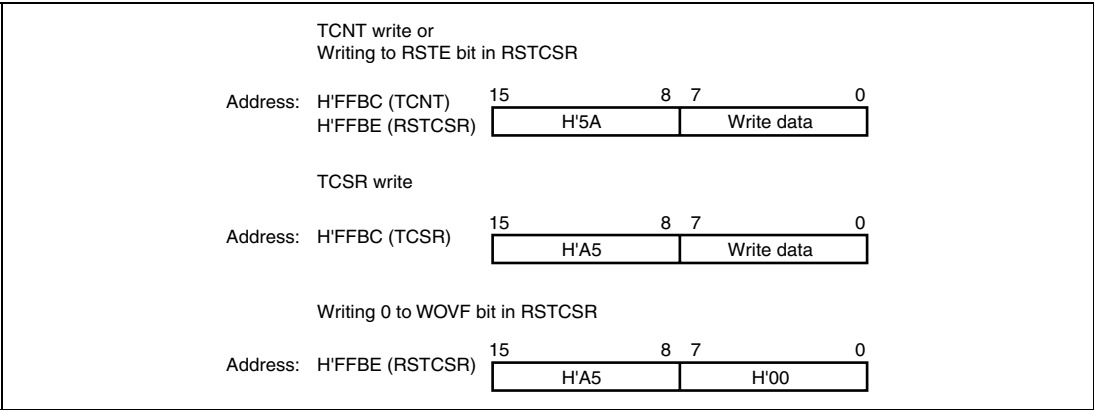 TCNT write or
Writing to RSTE bit in RSTCSR
15 8 7 0
Address: H'FFBC (TCNT)
H'FFBE (RSTCSR)
H'5A Write data
TCSR write
15 8 7 0
Address: H'FFBC (TCSR)
H'A5 Write data
Writing 0 to WOVF bit in RSTCSR
15 8 7 0
Address: H'FFBE (RSTCSR)
H'A5 H'00